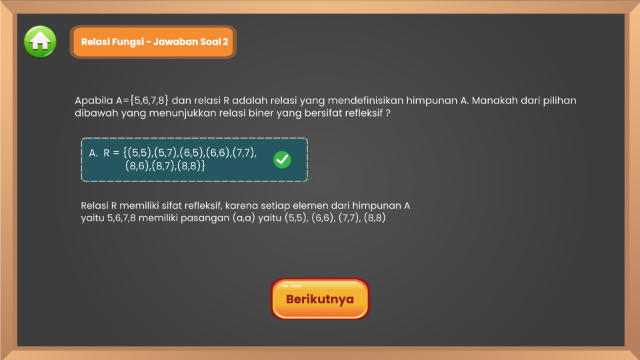 Relasi Fungsi - Jawaban Soal 2
Apabila A={5,6,7,8} dan relasi R adalah relasi yang mendefinisikan himpunan A. Manakah dari pilihan
dibawah yang menunjukkan relasi biner yang bersifat refleksif ?
A. R = {(5,5),(5,7),(6,5),(6,6),(7,7),
(8,6),(8,7),(8,8)}
Relasi R memiliki sifat refleksif, karena setiap elemen dari himpunan A
yaitu 5,6,7,8 memiliki pasangan (a,a) yaitu (5,5), (6,6), (7,7), (8,8)
Berikutnya